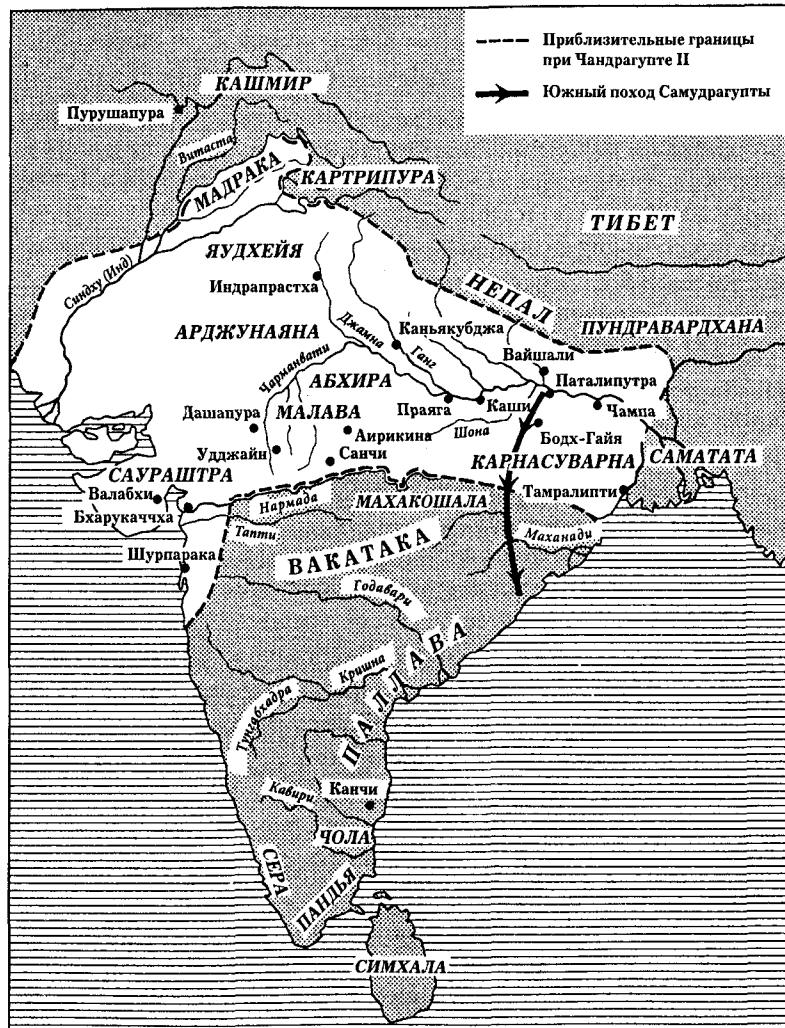 Приблизительные границы
при Чандрагупте II
Южный поход Самудрагупты
КАШМИР
Пурушапура
Витаста
МАДРАКА
КАРТРИПУРА
ТИБЕТ
ЯУДХЕЙЯ
Синдху (Инд)
Индрапрастха
НЕПАЛ
АРДЖУНАЯНА
Джамна
Каньякубджа
Ганг
ПУНДРАВАРДХАНА
Вайшали
Чарманвати
АБХИРА
Паталипутра
Дашапура
МАЛАВА
Праяга
Каши
Чампа
Аирикина
Шона
Бодх-Гайя
Удджайн
Санчи
КАРНАСУВАРНА
САМАТАТА
САУРАШТРА
Валабхи
Нармада
МАХАКОШАЛА
Тамралипти
Бхарукаччха
Тапти
Маханади
Шурпарака
ВАКАТАКА
Годавари
ПАЛЛАВА
Кришна
Тунгабхадра
Кавири
Канчи
ЧОЛА
СЕРА
ПАНДЬЯ
СИМХАЛА